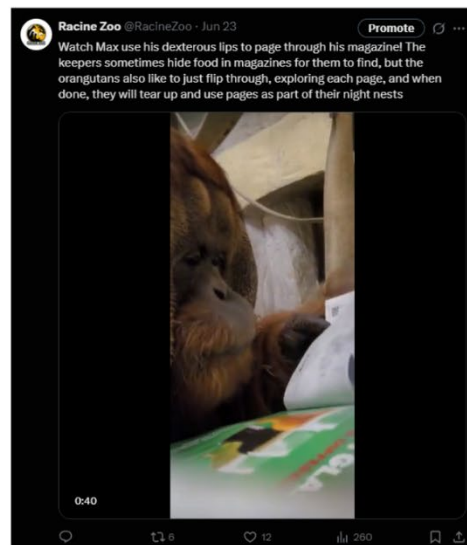 Racine Zoo @RacineZoo · Jun 23
Promote
Watch Max use his dexterous lips to page through his magazine! The
keepers sometimes hide food in magazines for them to find, but the
orangutans also like to just flip through, exploring each page, and when
done, they will tear up and use pages as part of their night nests
0:40
6
12
260